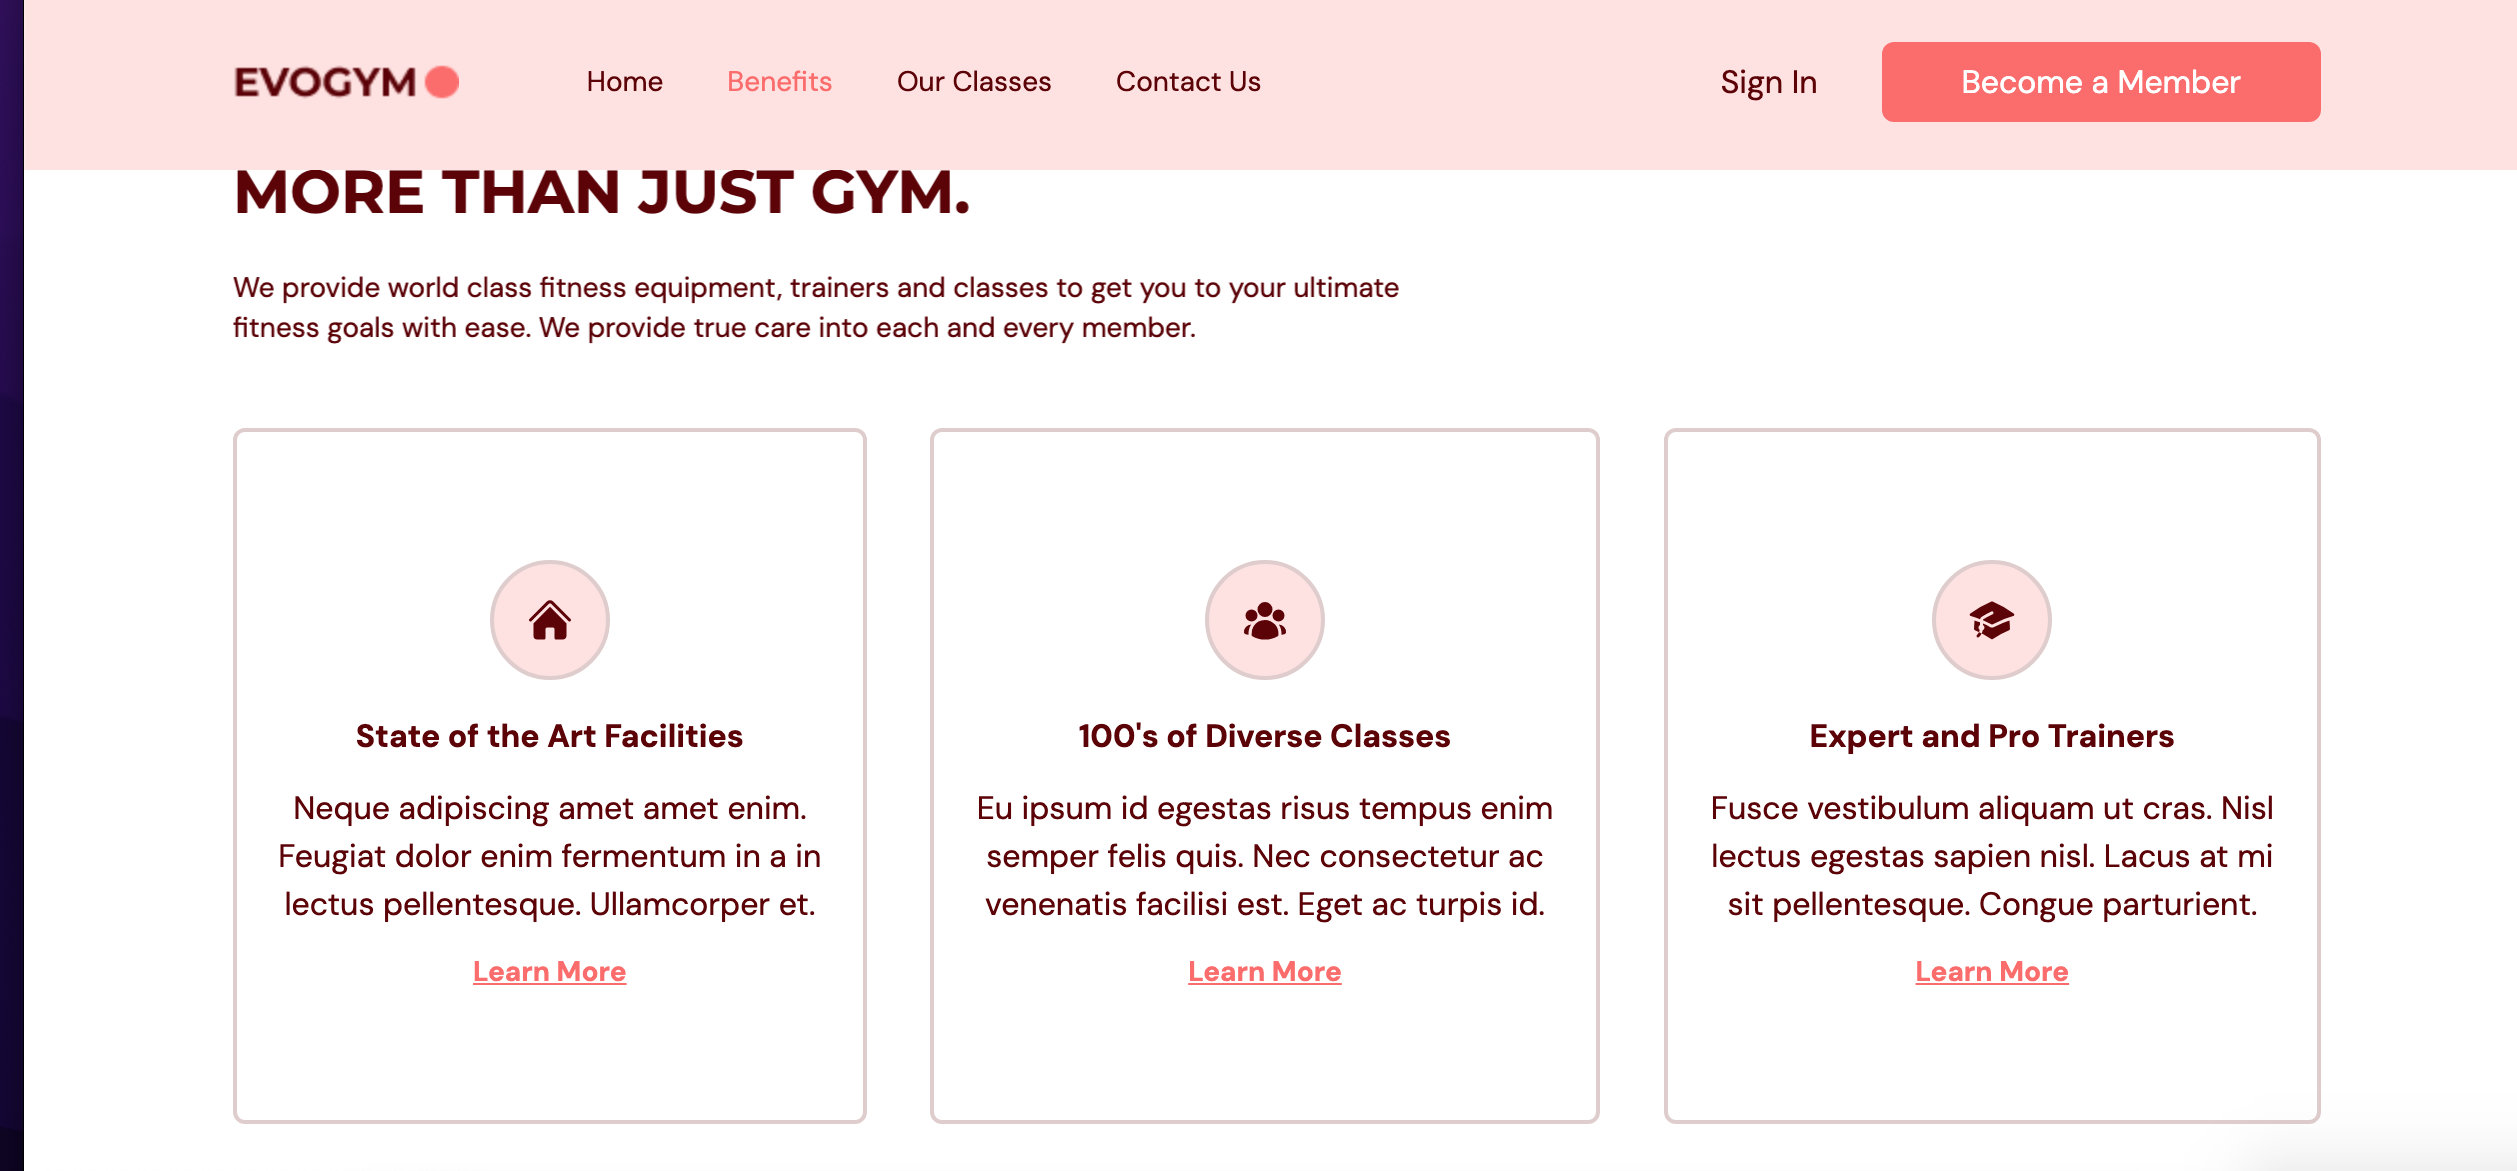 EVOGYM
Home
Benefits
Our Classes
Contact Us
Sign In
Become a Member
MORE THAN JUST GYM.
We provide world class fitness equipment, trainers and classes to get you to your ultimate
fitness goals with ease. We provide true care into each and every member.
State of the Art Facilities
Neque adipiscing amet amet enim.
Feugiat dolor enim fermentum in a in
lectus pellentesque. Ullamcorper et.
Learn More
100's of Diverse Classes
Eu ipsum id egestas risus tempus enim
semper felis quis. Nec consectetur ac
venenatis facilisi est. Eget ac turpis id.
Learn More
Expert and Pro Trainers
Fusce vestibulum aliquam ut cras. Nisl
lectus egestas sapien nisl. Lacus at mi
sit pellentesque. Congue parturient.
Learn More